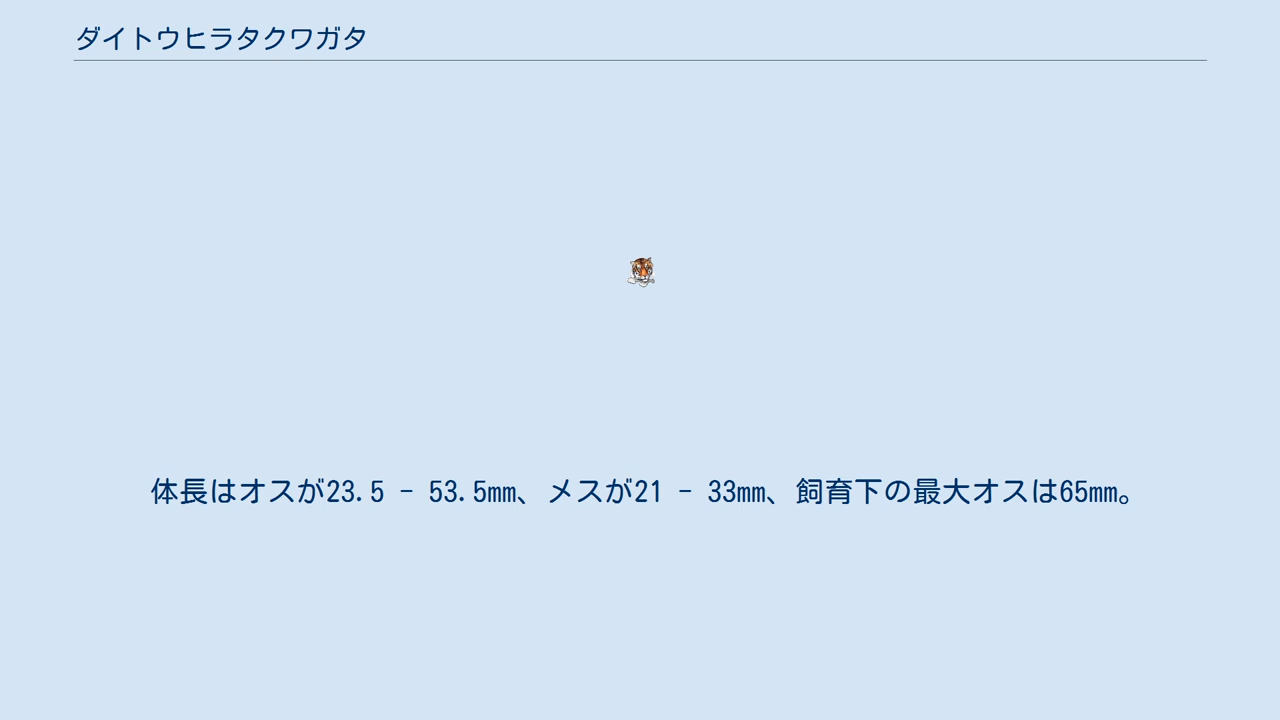 ダイトウヒラタクワガタ
体長はオスが23.5 - 53.5mm、メスが21 - 33mm、飼育下の最大オスは65mm。